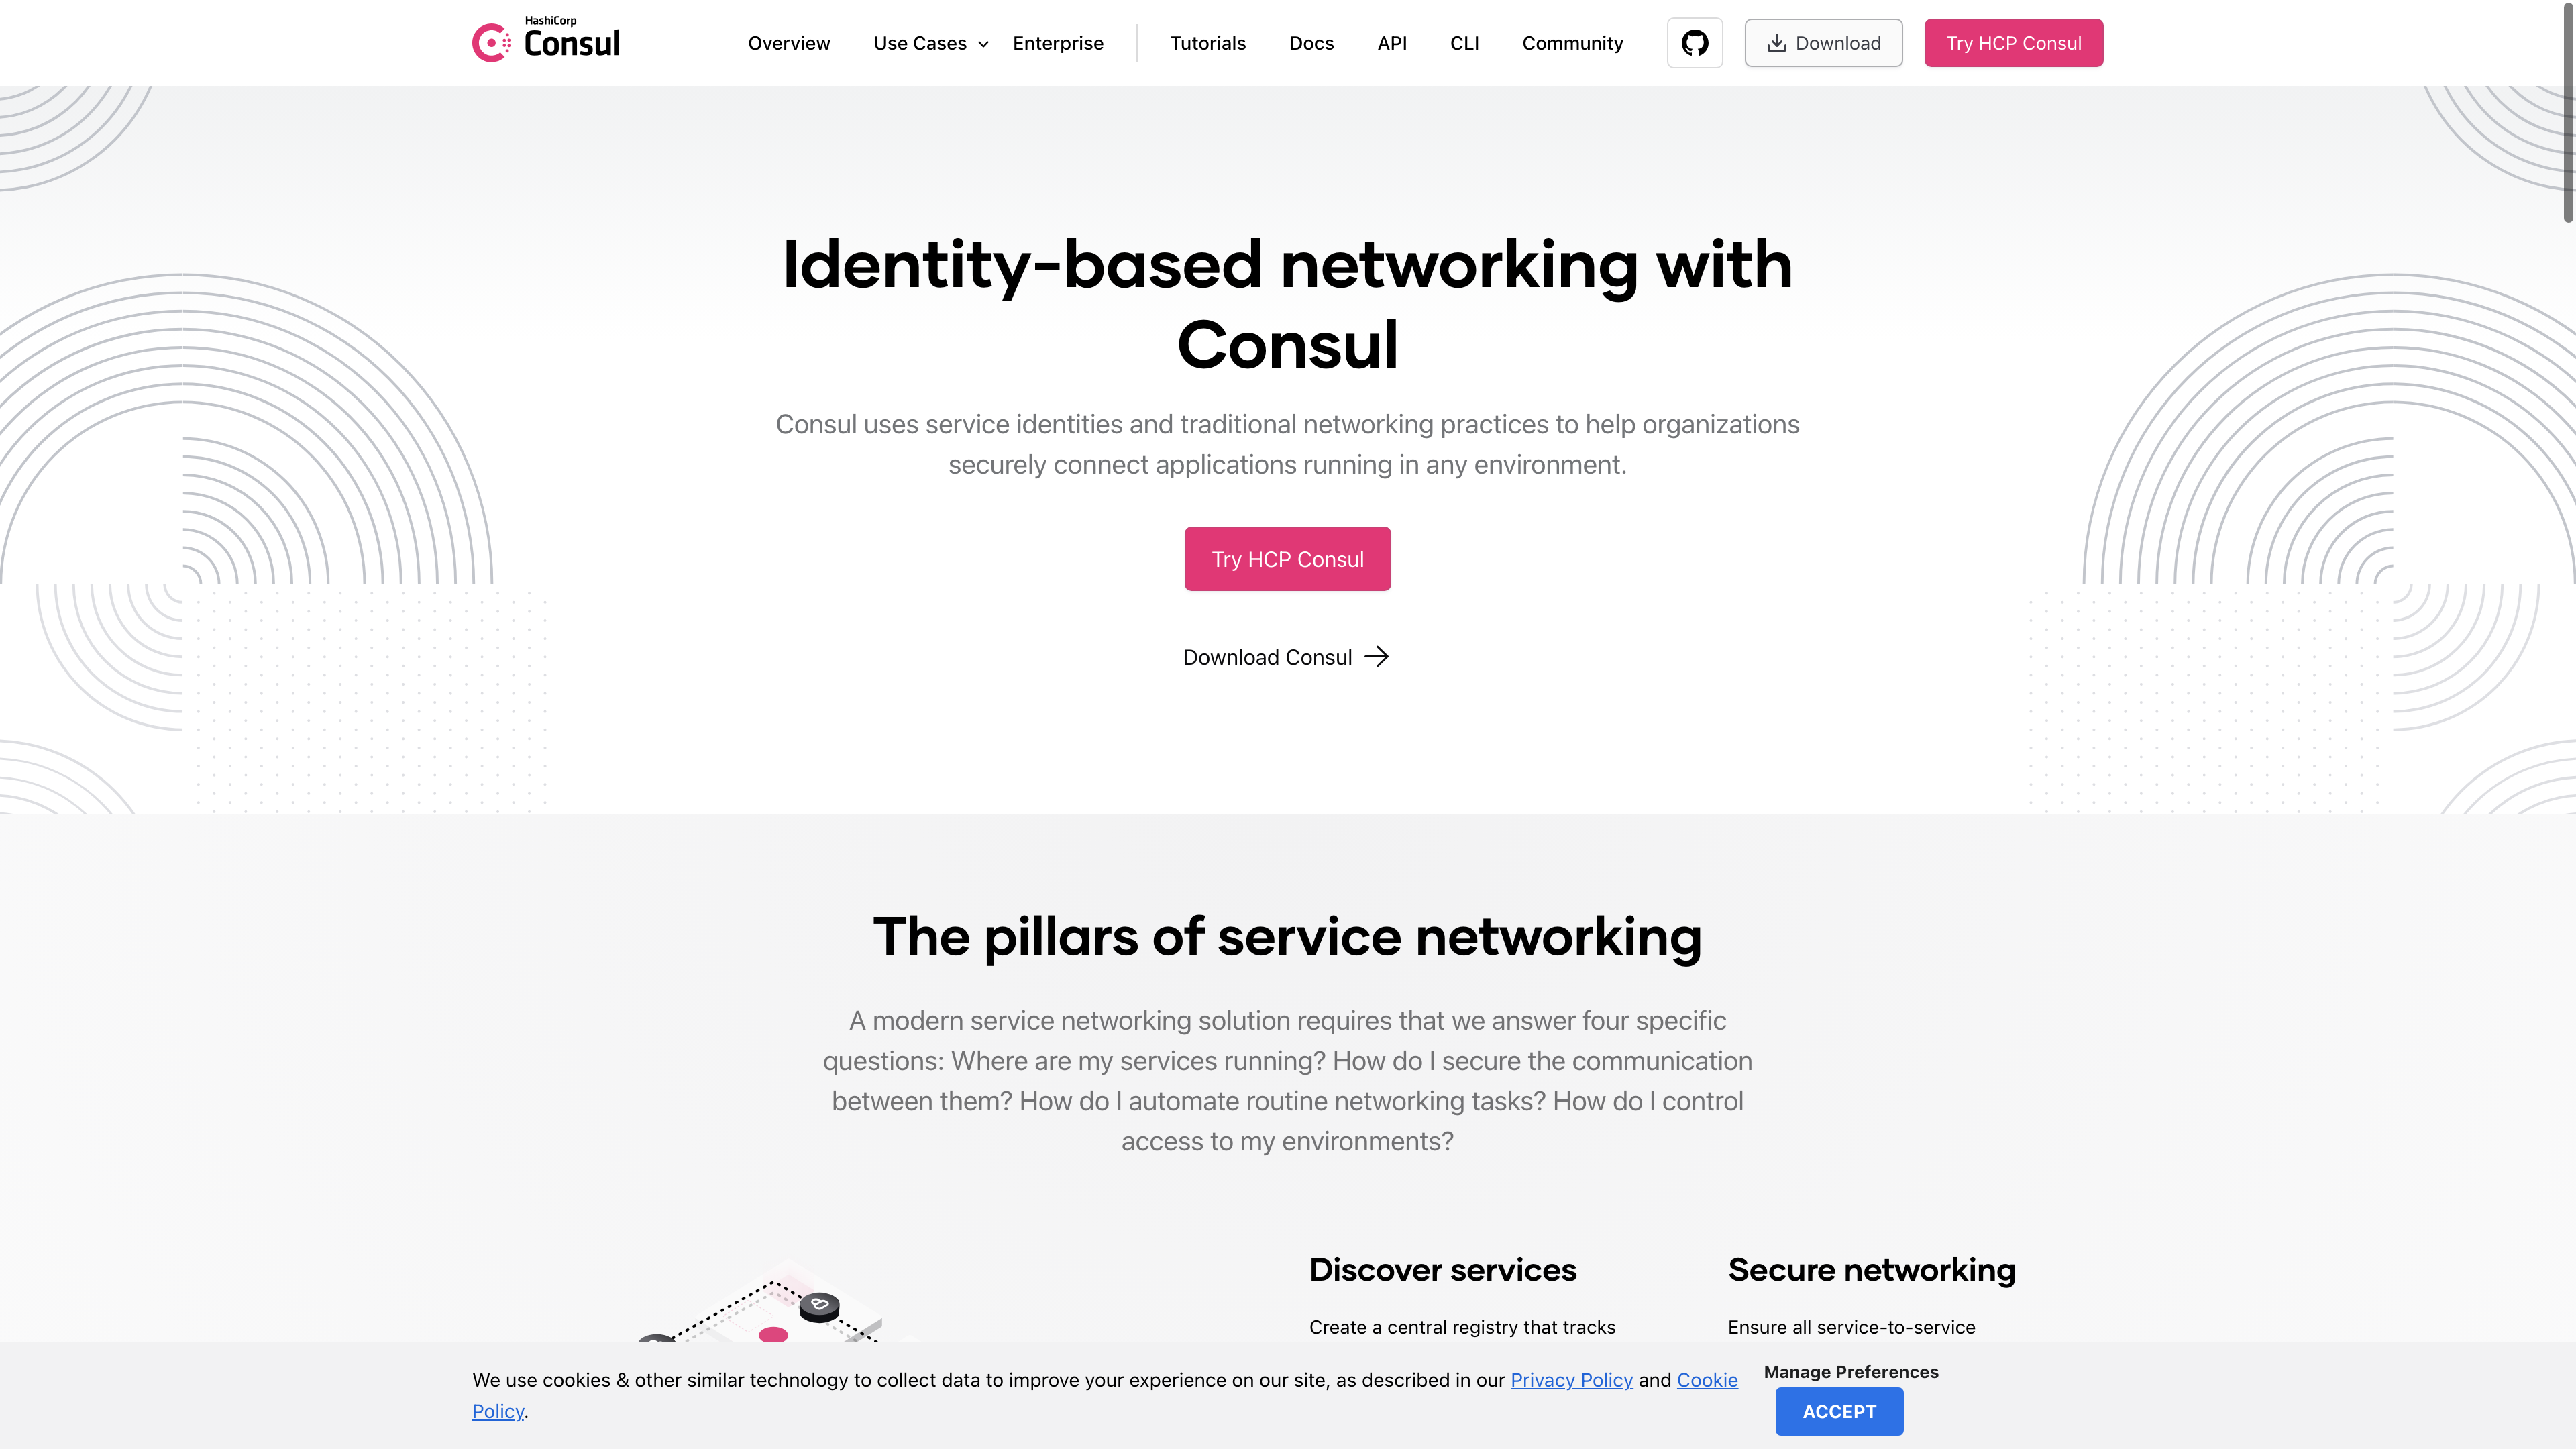 HashiCorp
Consul
Overview
Use Cases
Enterprise
Tutorials
Docs
API
CLI
Community
Download
Try HCP Consul
Identity-based networking with
Consul
Consul uses service identities and traditional networking practices to help organizations
securely connect applications running in any environment.
Try HCP Consul
Download Consul
The pillars of service networking
A modern service networking solution requires that we answer four specific
questions: Where are my services running? How do I secure the communication
between them? How do I automate routine networking tasks? How do I control
access to my environments?
Discover services
Create a central registry that tracks
Secure networking
Ensure all service-to-service
We use cookies & other similar technology to collect data to improve your experience on our site, as described in our Privacy Policy and Cookie
Policy.
Manage Preferences
ACCEPT